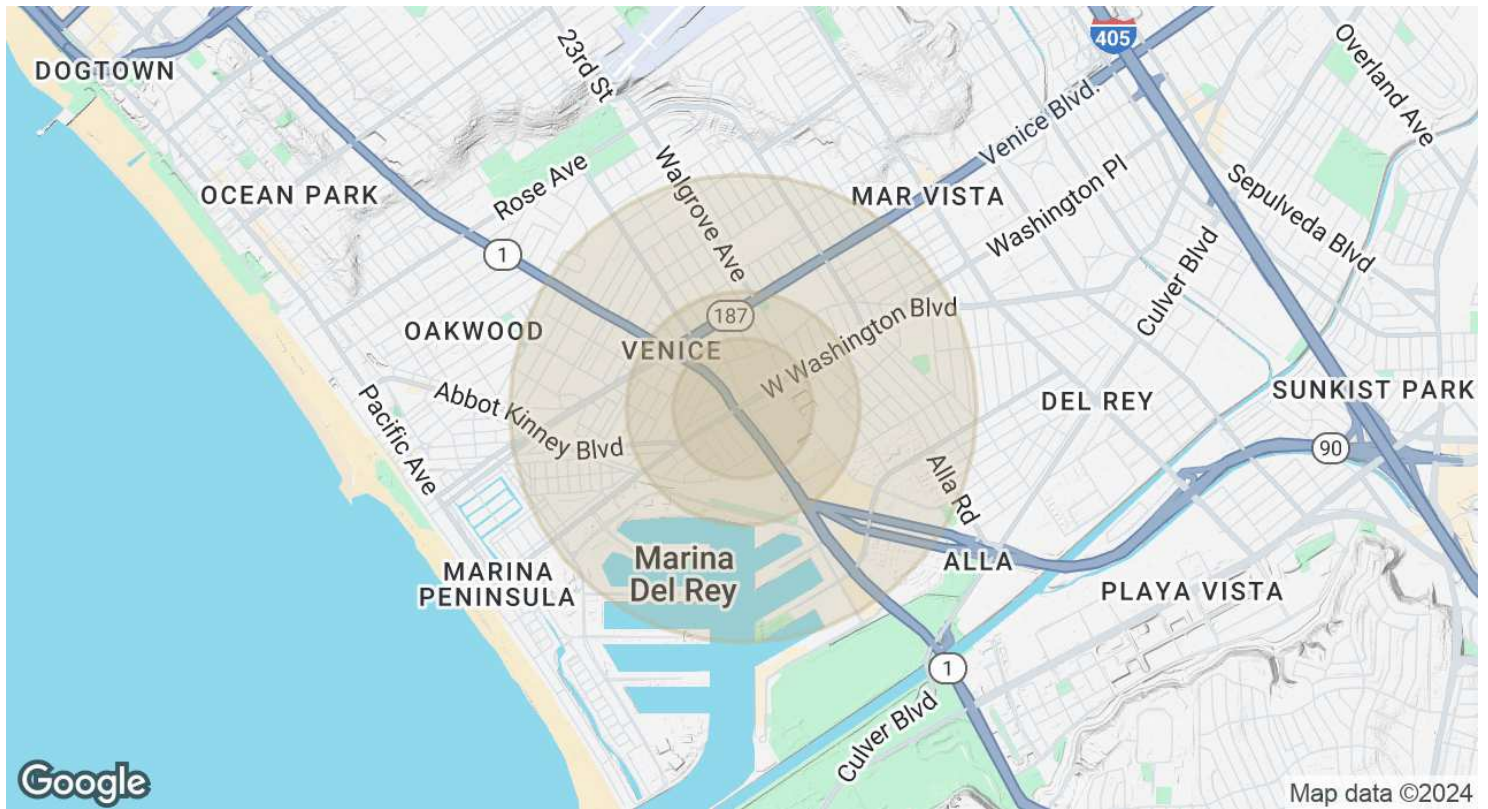 405
Overland Ave
23rd St
DOGTOWN
Venice Blvd.
Walgrove Ave
Rose Ave
OCEAN PARK
MAR VISTA
Washington Pl
Sepulveda Blvd
1
Culver Blvd
187
OAKWOOD
VENICE
W Washington Blvd
Abbot Kinney Blvd
Pacific Ave
DEL REY
SUNKIST PARK
90
Alla Rd
Marina
Del Rey
ALLA
MARINA
PENINSULA
PLAYA VISTA
1
Culver Blvd
Google
Map data ©2024